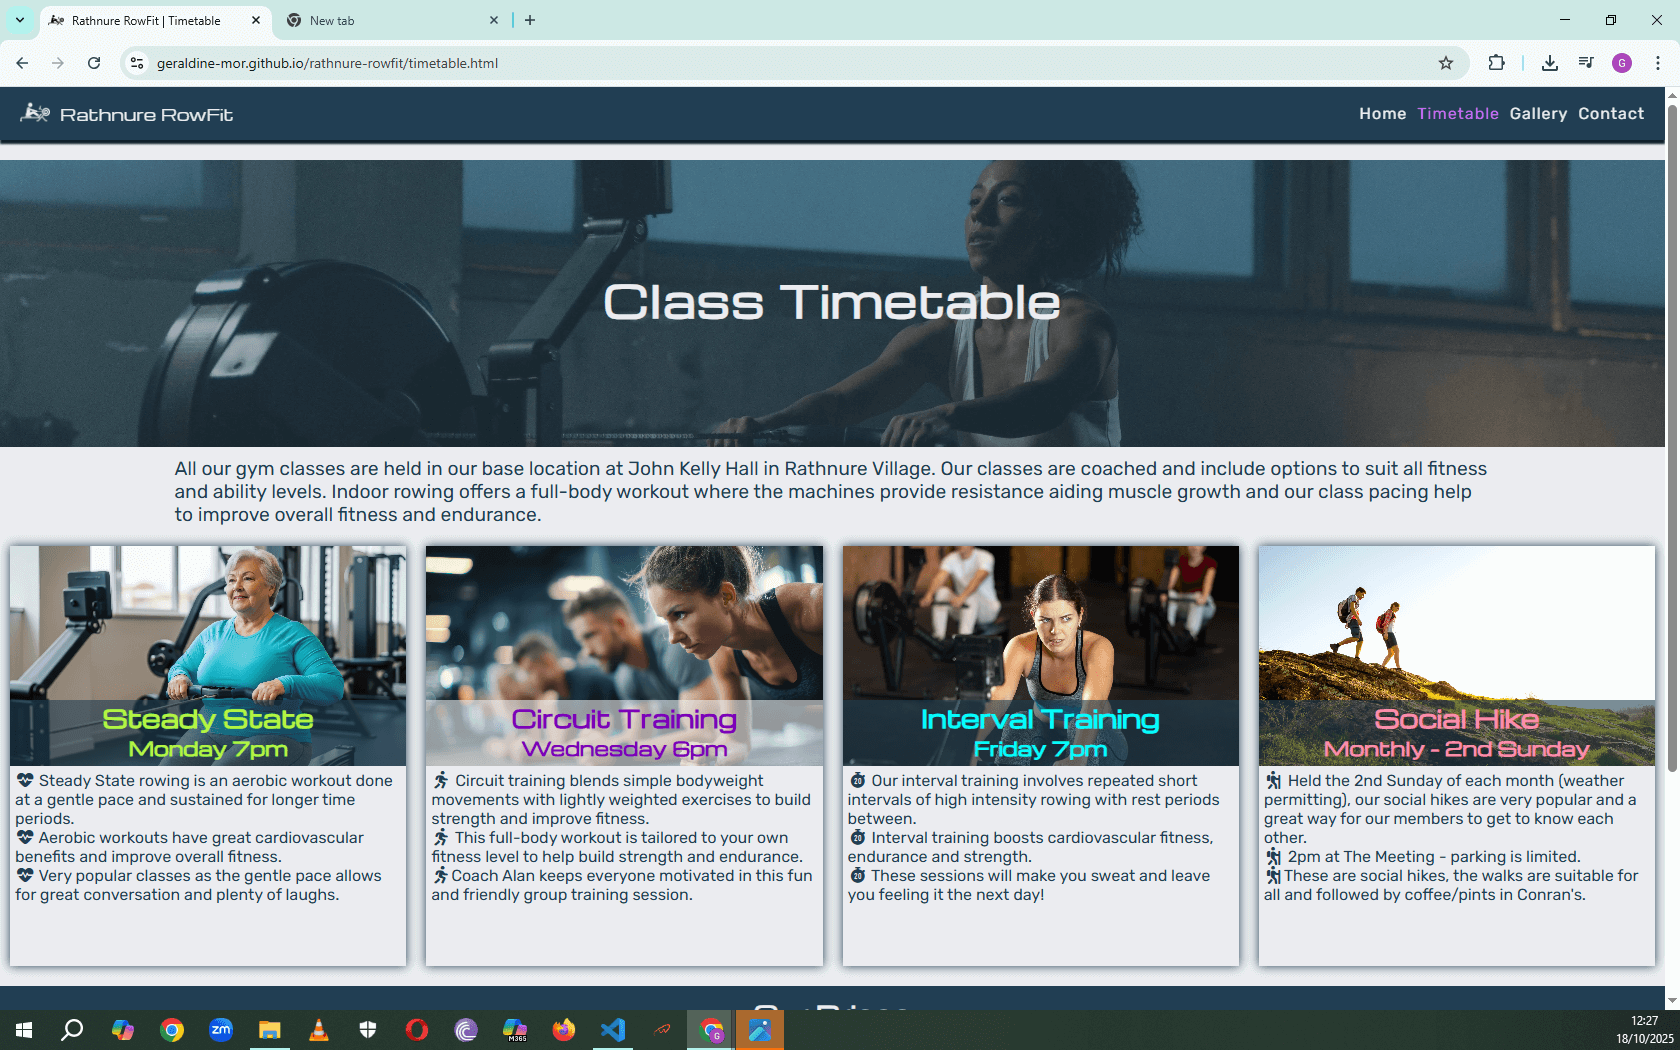 Rathnure RowFit | Timetable
New tab
geraldine-mor.github.io/rathnure-rowfit/timetable.html
G
Rathnure RowFit
Home Timetable Gallery Contact
Class Timetable
All our gym classes are held in our base location at John Kelly Hall in Rathnure Village. Our classes are coached and include options to suit all fitness
and ability levels. Indoor rowing offers a full-body workout where the machines provide resistance aiding muscle growth and our class pacing help
to improve overall fitness and endurance.
Steady State
Monday 7pm
Steady State rowing is an aerobic workout done
at a gentle pace and sustained for longer time
periods.
Aerobic workouts have great cardiovascular
benefits and improve overall fitness.
Very popular classes as the gentle pace allows
for great conversation and plenty of laughs.
Circuit Training
Wednesday 6pm
Circuit training blends simple bodyweight
movements with lightly weighted exercises to build
strength and improve fitness.
This full-body workout is tailored to your own
fitness level to help build strength and endurance.
Coach Alan keeps everyone motivated in this fun
and friendly group training session.
Interval Training
Friday 7pm
20 Our interval training involves repeated short
intervals of high intensity rowing with rest periods
between.
20 Interval training boosts cardiovascular fitness,
endurance and strength.
20 These sessions will make you sweat and leave
you feeling it the next day!
Social Hike
Monthly - 2nd Sunday
Held the 2nd Sunday of each month (weather
permitting), our social hikes are very popular and a
great way for our members to get to know each
other.
2pm at The Meeting - parking is limited.
These are social hikes, the walks are suitable for
all and followed by coffee/pints in Conran's.
zm
M365
G
12:27
18/10/2025